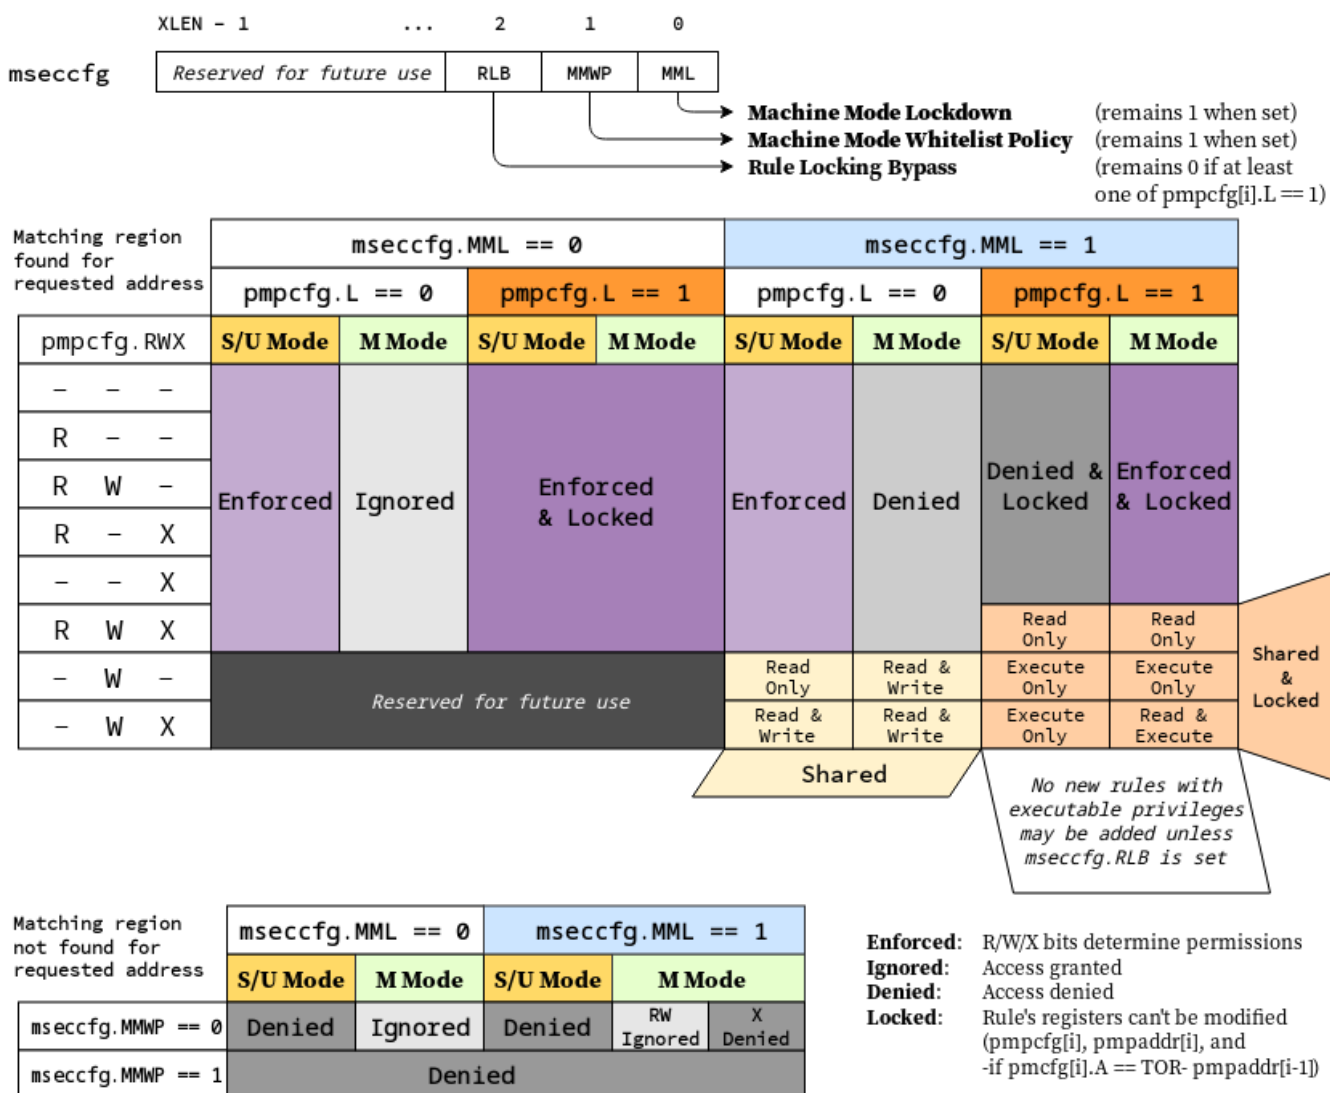 XLEN - 1 ... 2 1 0
mseccfg Reserved for future use RLB MMWP MML
Machine Mode Lockdown (remains 1 when set)
Machine Mode Whitelist Policy (remains 1 when set)
Rule Locking Bypass (remains 0 if at least
one of pmpcfg[i].L == 1)
Matching region
found for
requested address
mseccfg.MML == 0 mseccfg.MML == 1
pmpcfg.L == 0 pmpcfg.L == 1 pmpcfg.L == 0 pmpcfg.L == 1
pmpcfg.RWX S/U Mode M Mode S/U Mode M Mode S/U Mode M Mode S/U Mode M Mode
- - -
R - -
R W -
R - X
- - X
R W X
- W -
- W X
Enforced Ignored Enforced
& Locked
Enforced Denied Denied &
Locked
Enforced
& Locked
Read
Only
Read
Only
Reserved for future use
Read
Only
Read &
Write
Execute
Only
Execute
Only
Read &
Write
Read &
Write
Execute
Only
Read &
Execute
Shared
&
Locked
Shared
No new rules with
executable privileges
may be added unless
mseccfg.RLB is set
Matching region
not found for
requested address
mseccfg.MML == 0 mseccfg.MML == 1
S/U Mode M Mode S/U Mode M Mode
mseccfg.MMWP == 0 Denied Ignored Denied RW
Ignored
X
Denied
mseccfg.MMWP == 1 Denied
Enforced: R/W/X bits determine permissions
Ignored: Access granted
Denied: Access denied
Locked: Rule's registers can't be modified
(pmpcfg[i], pmpaddr[i], and
-if pmcfg[i].A == TOR- pmpaddr[i-1])